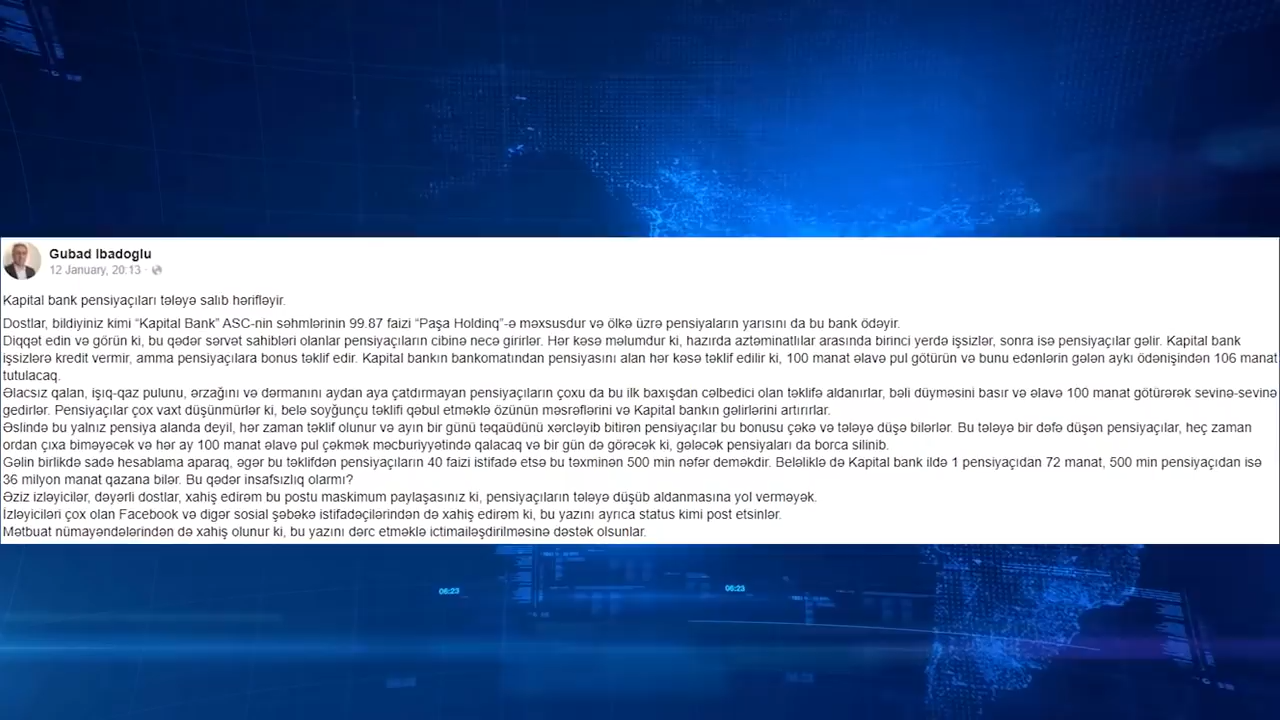 Gubad Ibadoglu
12 January, 20:13 ·
Kapital bank pensiyaçıları tələyə salıb hərifləyir.
Dostlar, bildiyiniz kimi “Kapital Bank” ASC-nin səhmlərinin 99.87 faizi “Paşa Holdinq”-ə məxsusdur və ölkə üzrə pensiyaların yarısını da bu bank ödəyir.
Diqqət edin və görün ki, bu qədər sərvət sahibləri olanlar pensiyaçıların cibinə necə girirlər. Hər kəsə məlumdur ki, hazırda aztəminatlılar arasında birinci yerdə işsizlər, sonra isə pensiyaçılar gəlir. Kapital bank
işsizlərə kredit vermir, amma pensiyaçılara bonus təklif edir. Kapital bankın bankomatından pensiyasını alan hər kəsə təklif edilir ki, 100 manat əlavə pul götürün və bunu edənlərin gələn aykı ödənişindən 106 manat
tutulacaq.
Əlacsız qalan, işıq-qaz pulunu, ərzağını və dərmanını aydan aya çatdırmayan pensiyaçıların çoxu da bu ilk baxışdan cəlbedici olan təklifə aldanırlar, bəli düyməsini basır və əlavə 100 manat götürərək sevinə-sevinə
gedirlər. Pensiyaçılar çox vaxt düşünmürlər ki, belə soyğunçu təklifi qəbul etməklə özünün məsrəflərini və Kapital bankın gəlirlərini artırırlar.
Əslində bu yalnız pensiya alanda deyil, hər zaman təklif olunur və ayın bir günü təqaüdünü xərcləyib bitirən pensiyaçılar bu bonusu çəkə və tələyə düşə bilərlər. Bu tələyə bir dəfə düşən pensiyaçılar, heç zaman
ordan çıxa biməyəcək və hər ay 100 manat əlavə pul çəkmək məcburiyyətində qalacaq və bir gün də görəcək ki, gələcək pensiyaları da borca silinib.
Gəlin birlikdə sadə hesablama aparaq, əgər bu təklifdən pensiyaçıların 40 faizi istifadə etsə bu təxminən 500 min nəfər deməkdir. Beləliklə də Kapital bank ildə 1 pensiyaçıdan 72 manat, 500 min pensiyaçıdan isə
36 milyon manat qazana bilər. Bu qədər insafsızlıq olarmı?
Əziz izləyicilər, dəyərli dostlar, xahiş edirəm bu postu maskimum paylaşasınız ki, pensiyaçıların tələyə düşüb aldanmasına yol verməyək.
İzləyiciləri çox olan Facebook və digər sosial şəbəkə istifadəçilərindən də xahiş edirəm ki, bu yazını ayrıca status kimi post etsinlər.
Mətbuat nümayəndələrindən də xahiş olunur ki, bu yazını dərc etməklə ictimailəşdirilməsinə dəstək olsunlar.
06:23
06:23